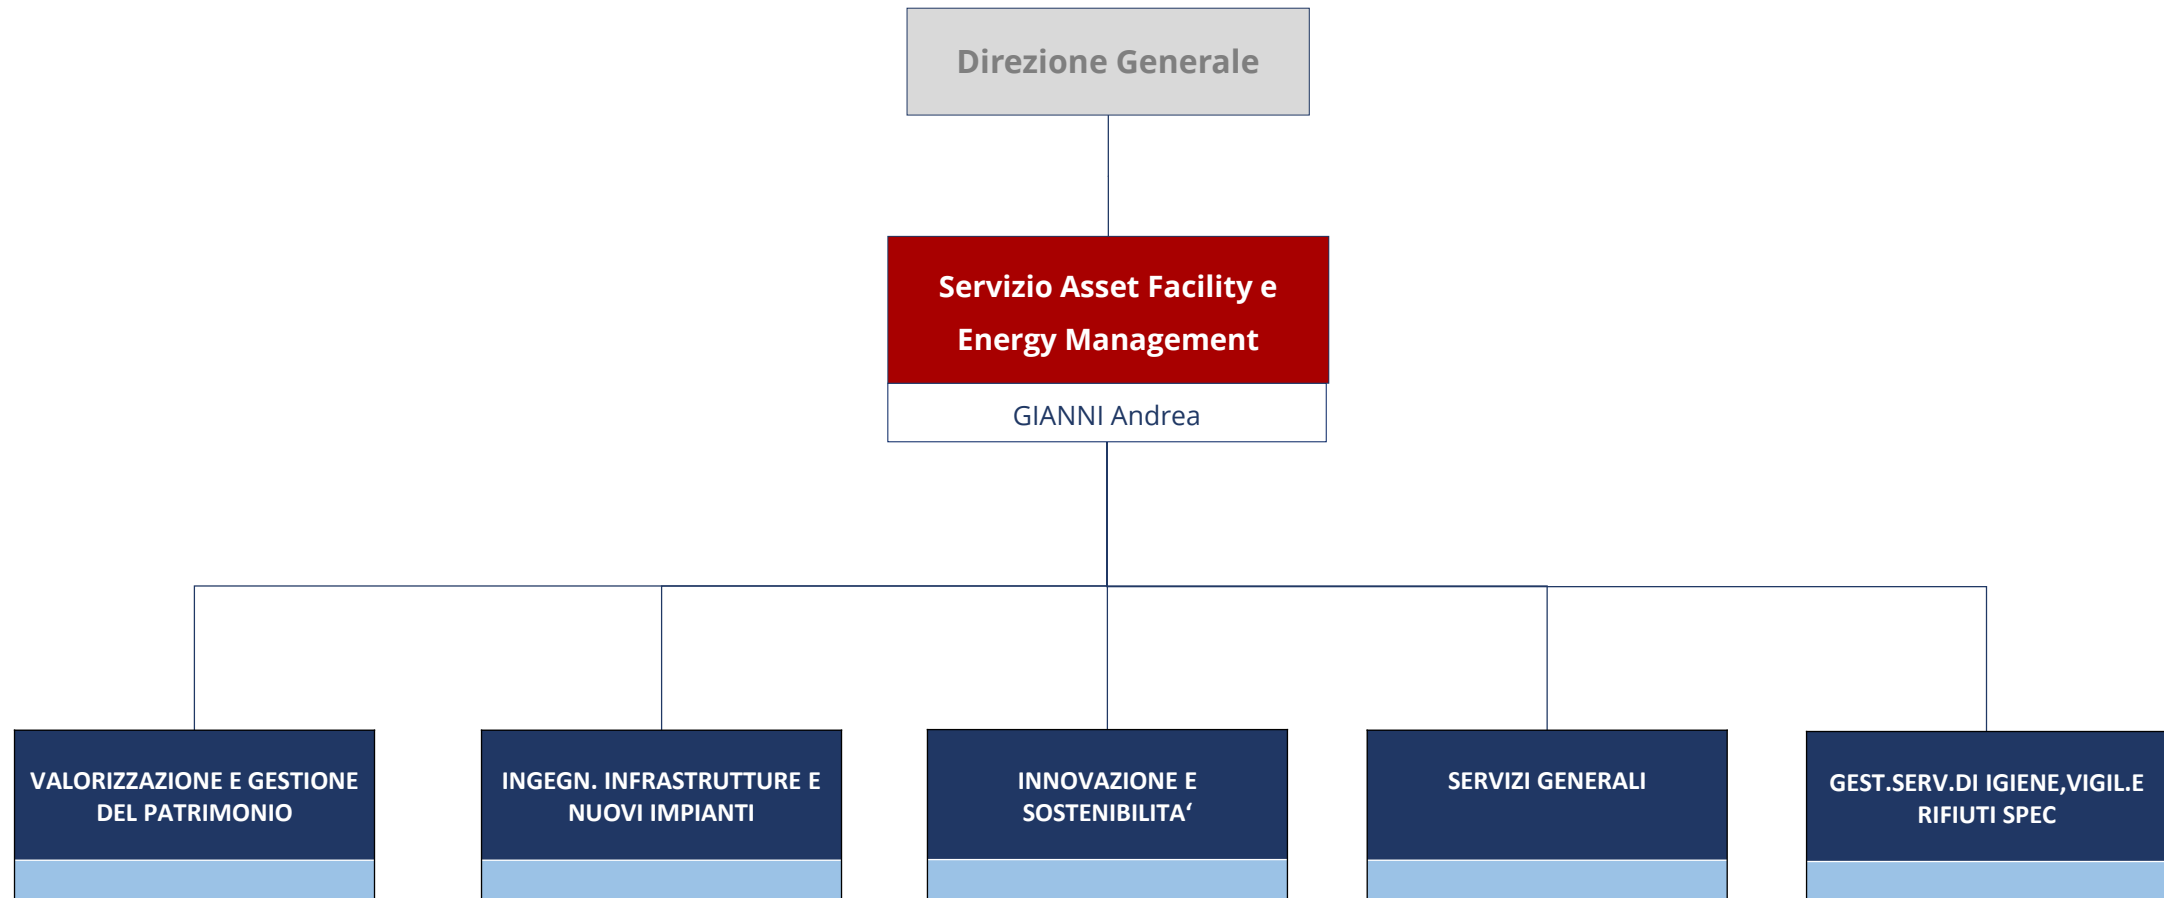 Direzione Generale
Servizio Asset Facility e
Energy Management
GIANNI Andrea
VALORIZZAZIONE E GESTIONE
DEL PATRIMONIO
INGEGN. INFRASTRUTTURE E
NUOVI IMPIANTI
INNOVAZIONE E
SOSTENIBILITA‘
SERVIZI GENERALI
GEST.SERV.DI IGIENE,VIGIL.E
RIFIUTI SPEC